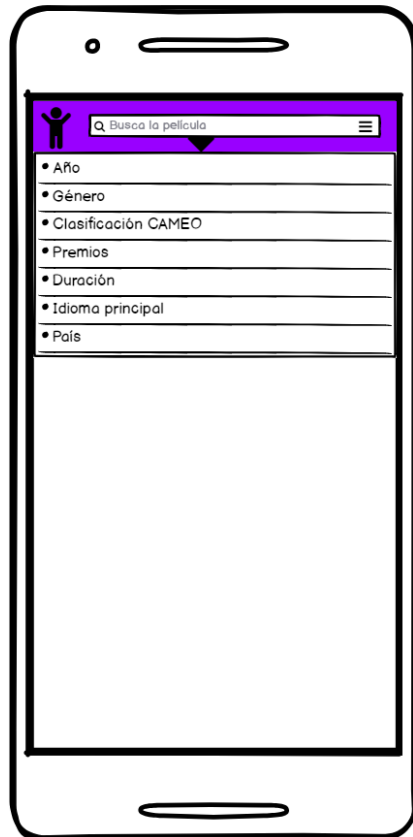 Busca la película
Año
Género
Clasificación CAMEO
Premios
Duración
Idioma principal
País